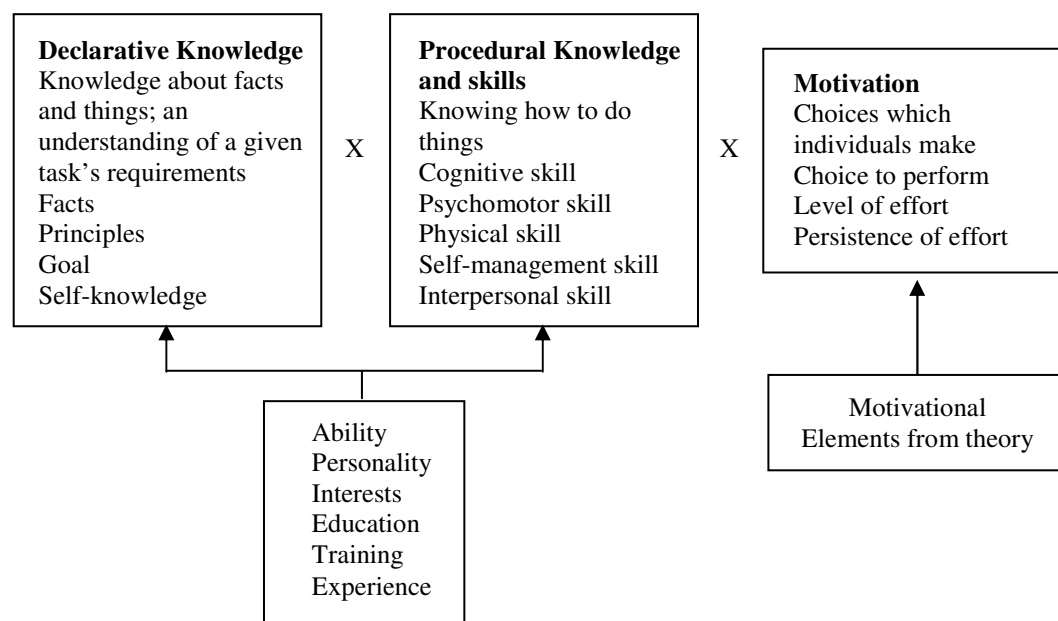 Declarative Knowledge
Knowledge about facts
and things; an
understanding of a given
task's requirements
Facts
Principles
Goal
Self-knowledge
X
Procedural Knowledge
and skills
Knowing how to do
things
Cognitive skill
Psychomotor skill
Physical skill
Self-management skill
Interpersonal skill
X
Motivation
Choices which
individuals make
Choice to perform
Level of effort
Persistence of effort
Ability
Personality
Interests
Education
Training
Experience
Motivational
Elements from theory